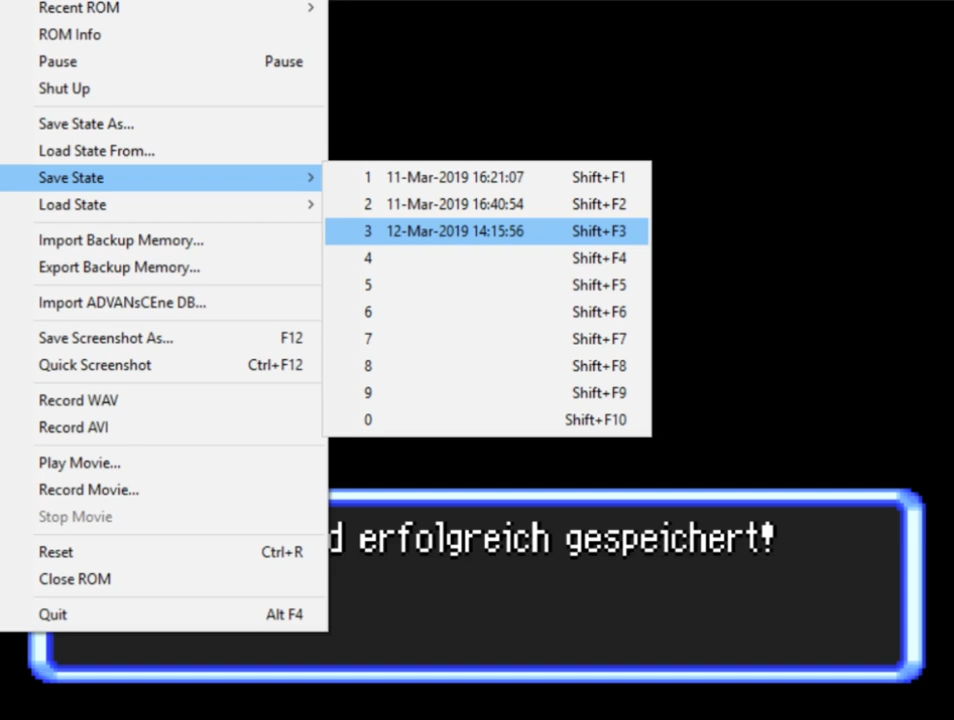 Recent ROM
ROM Info
Pause Pause
Shut Up
Save State As...
Load State From...
Save State
Load State
Import Backup Memory...
Export Backup Memory...
Import ADVANsCEne DB...
Save Screenshot As... F12
Quick Screenshot Ctrl+F12
Record WAV
Record AVI
Play Movie...
Record Movie...
Stop Movie
Reset Ctrl+R
Close ROM
Quit Alt F4
1 11-Mar-2019 16:21:07 Shift+F1
2 11-Mar-2019 16:40:54 Shift+F2
3 12-Mar-2019 14:15:56 Shift+F3
4 Shift+F4
5 Shift+F5
6 Shift+F6
7 Shift+F7
8 Shift+F8
9 Shift+F9
0 Shift+F10
d erfolgreich gespeichert!